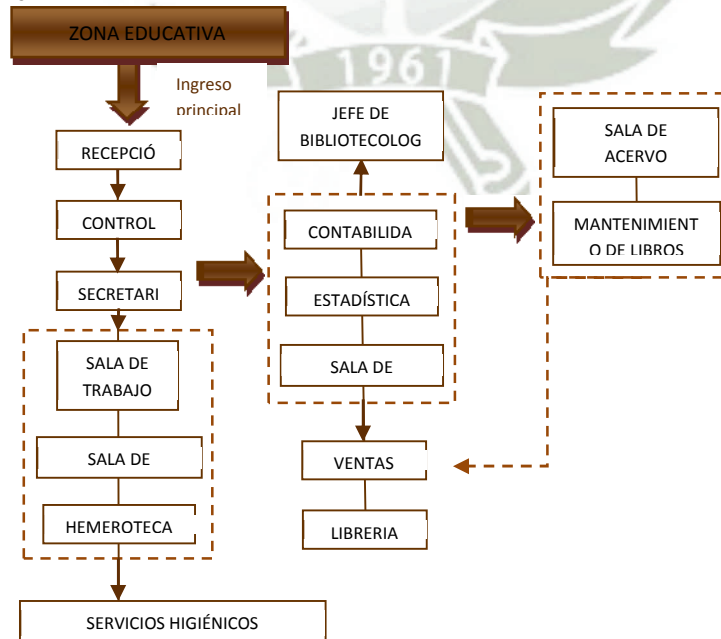 ZONA EDUCATIVA
1961
Ingreso
principal
RECEPCIÓ
CONTROL
SECRETARI
SALA DE
TRABAJO
SALA DE
HEMEROTECA
SERVICIOS HIGIÉNICOS
JEFE DE
BIBLIOTECOLOG
CONTABILIDA
ESTADÍSTICA
SALA DE
VENTAS
LIBRERIA
SALA DE
ACERVO
MANTENIMIENT
O DE LIBROS